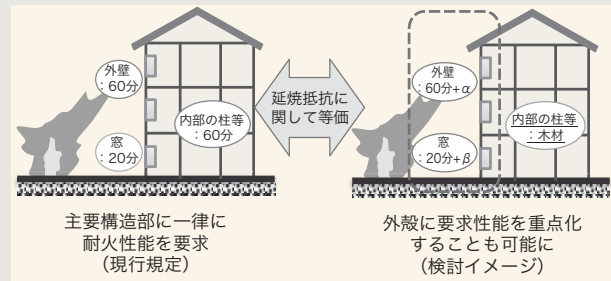 外壁
：60分
窓
：20分
内部の柱等
：60分
主要構造部に一律に
耐火性能を要求
（現行規定）
延焼抵抗に
関して等価
外壁
：60分+α
窓
：20分+β
内部の柱等
：木材
外殻に要求性能を重点化
することも可能に
（検討イメージ）